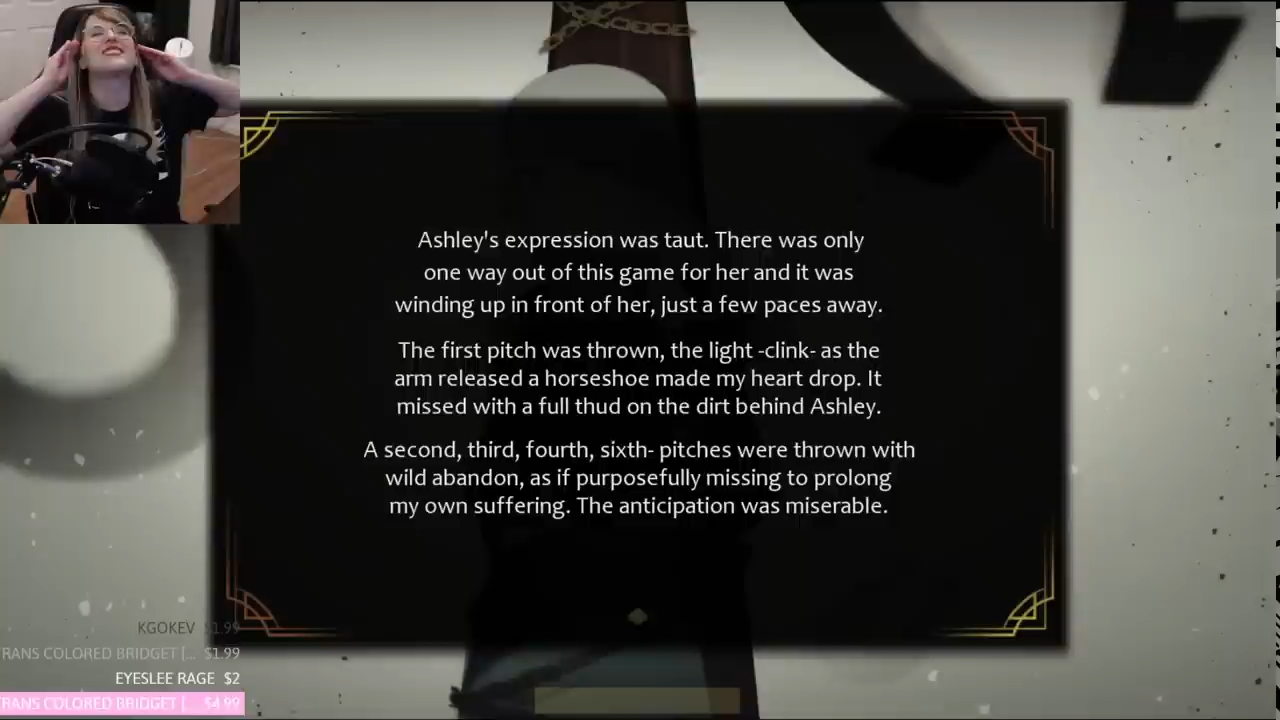 Ashley's expression was taut. There was only
one way out of this game for her and it was
winding up in front of her, just a few paces away.
The first pitch was thrown, the light -clink- as the
arm released a horseshoe made my heart drop. It
missed with a full thud on the dirt behind Ashley.
A second, third, fourth, sixth- pitches were thrown with
wild abandon, as if purposefully missing to prolong
my own suffering. The anticipation was miserable.
KGOKEV $1.99
RANS COLORED BRIDGET [... $1.99
EYESLEE RAGE $2
RANS COLORED BRIDGET [ ... $4.99